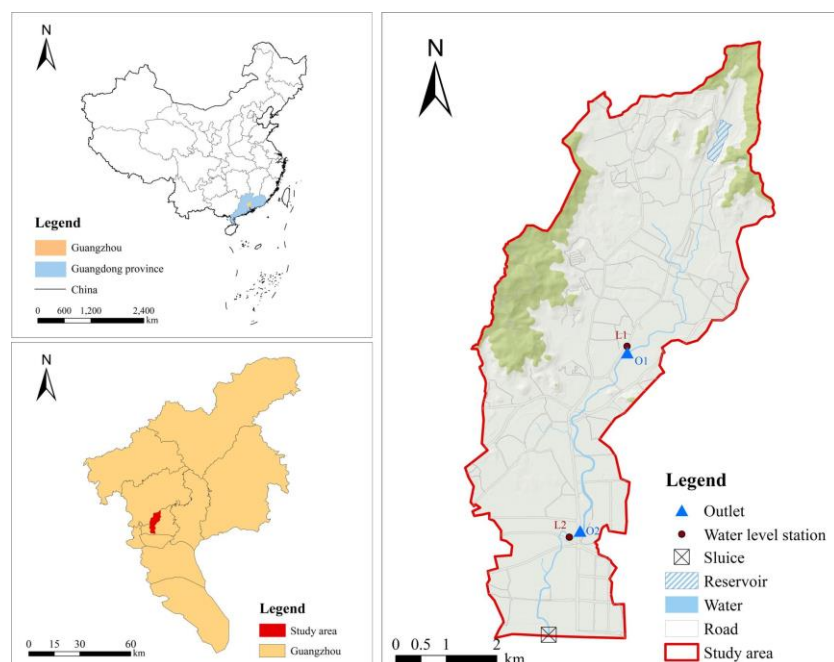 N
Legend
Guangzhou
Guangdong province
China
0 600 1,200 2,400
km
N
Legend
Study area
Guangzhou
0 15 30 60
km
N
L1
O1
L2
O2
Legend
Outlet
Water level station
Sluice
Reservoir
Water
Road
Study area
0 0.5 1 2
km